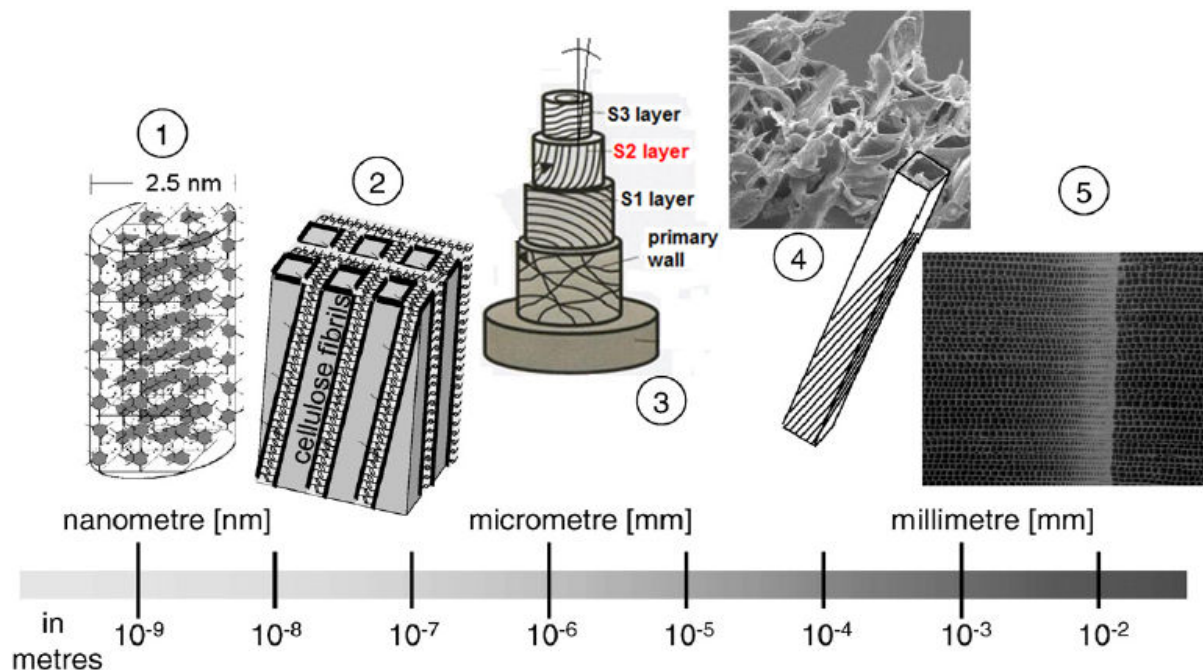 1
2.5 nm
2
cellulose fibrils
S3 layer
S2 layer
S1 layer
primary
wall
3
4
5
nanometre [nm]
micrometre [mm]
millimetre [mm]
in
metres
10⁻⁹
10⁻⁸
10⁻⁷
10⁻⁶
10⁻⁵
10⁻⁴
10⁻³
10⁻²